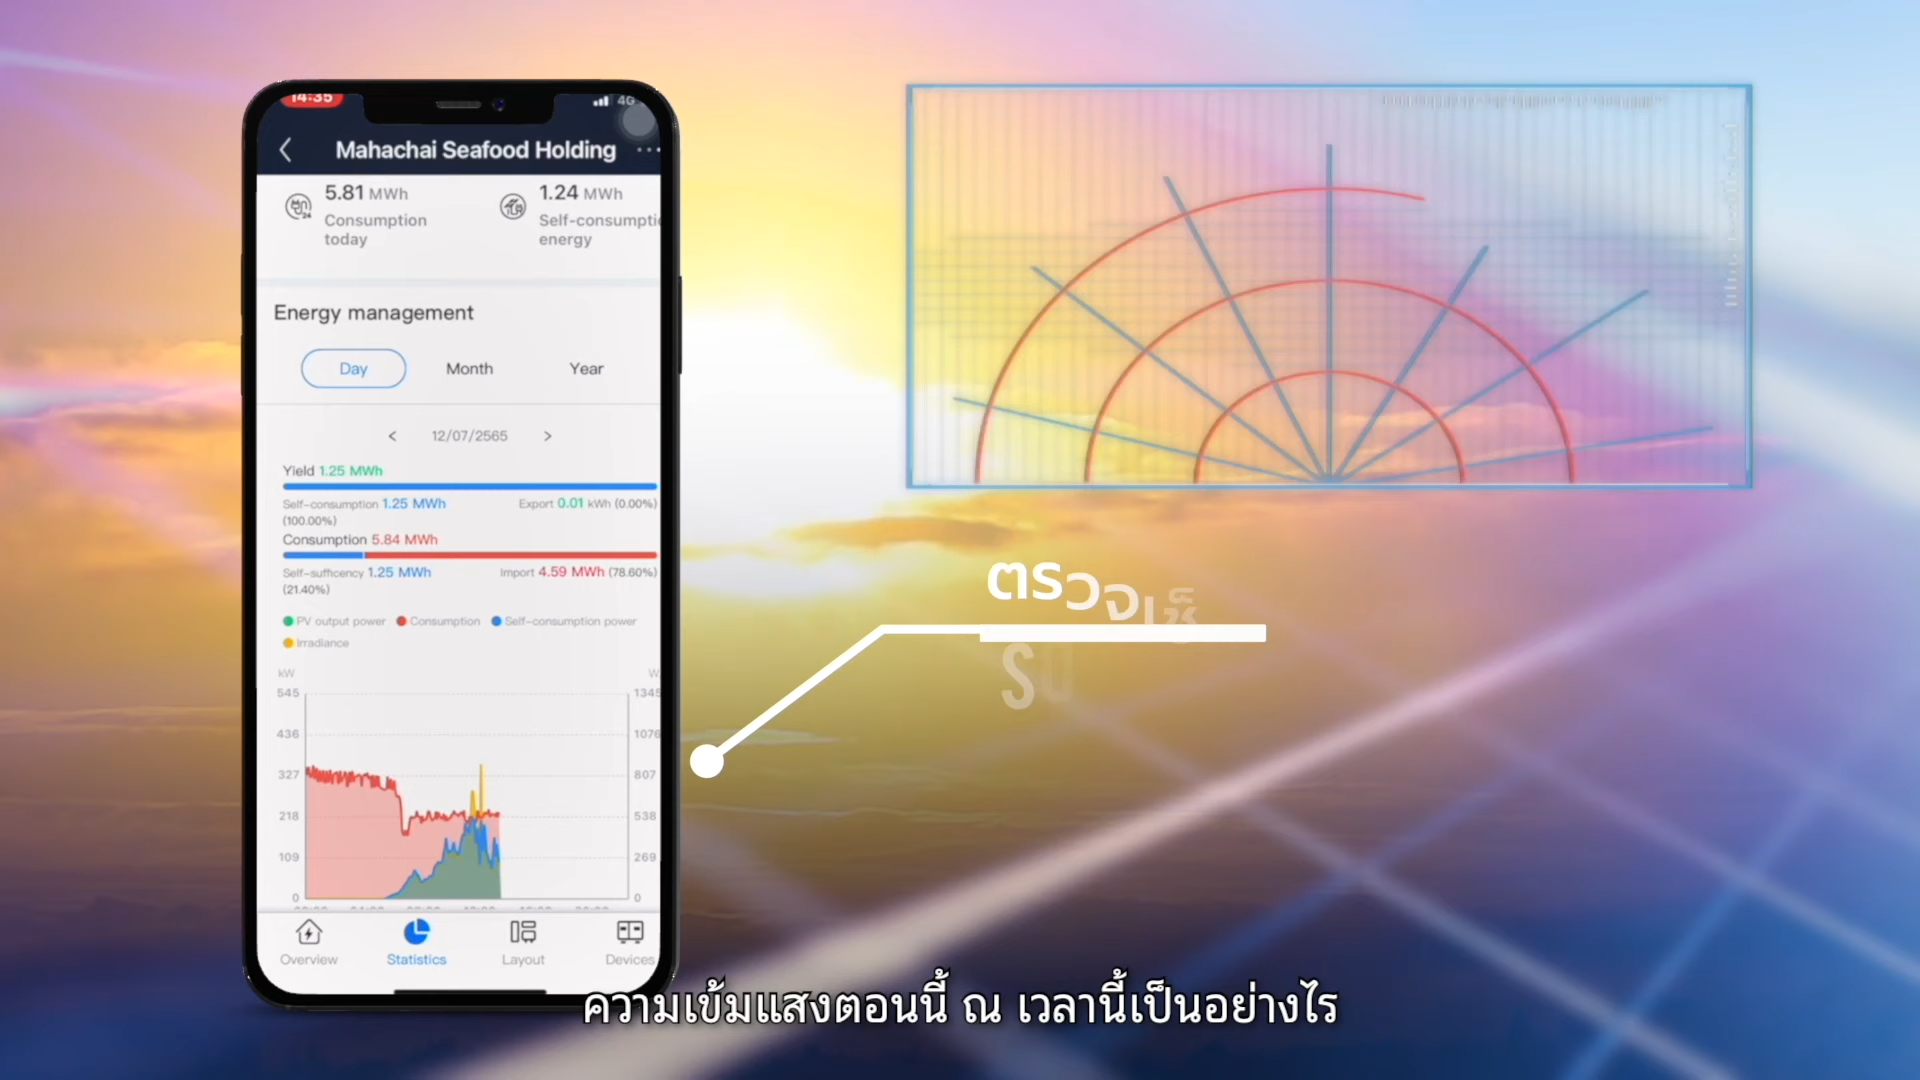 14:35
4G
Mahachai Seafood Holding
5.81 MWh
Consumption
today
1.24 MWh
energy
Energy management
Day Month Year
< 12/07/2565 >
Yield 1.25 MWh
Self-consumption 1.25 MWh
(100.00%)
Export 0.01 kWh (0.00%)
Consumption 5.84 MWh
Self-sufficency 1.25 MWh
(21.40%)
Import 4.59 MWh (78.60%)
PV output power Consumption Self-consumption power
Irradiance
kW
545 1345
436 1076
327 807
218 538
109 269
0 0
Overview Statistics Layout Devices
ความเข้มแสงตอนนี้ ณ เวลานี้เป็นอย่างไร